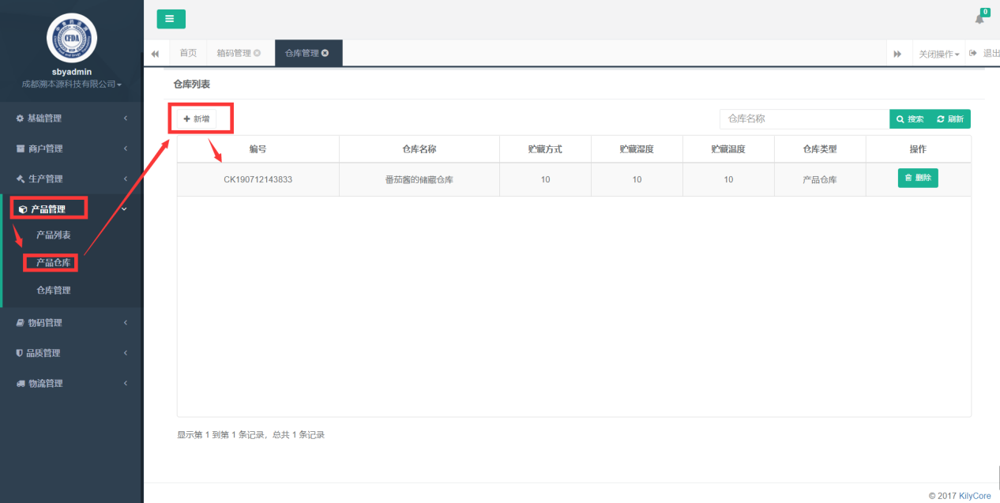 CFDA
sbyadmin
成都溯本源科技有限公司
基础管理
商户管理
生产管理
产品管理
产品列表
产品仓库
仓库管理
物码管理
品质管理
物流管理
0
首页 箱码管理 仓库管理 关闭操作 退出
仓库列表
新增 仓库名称 搜索 刷新
编号 仓库名称 贮藏方式 贮藏湿度 贮藏温度 仓库类型 操作
CK190712143833 番茄酱的储藏仓库 10 10 10 产品仓库 删除
显示第 1 到第 1 条记录，总共 1 条记录
© 2017 KilyCore